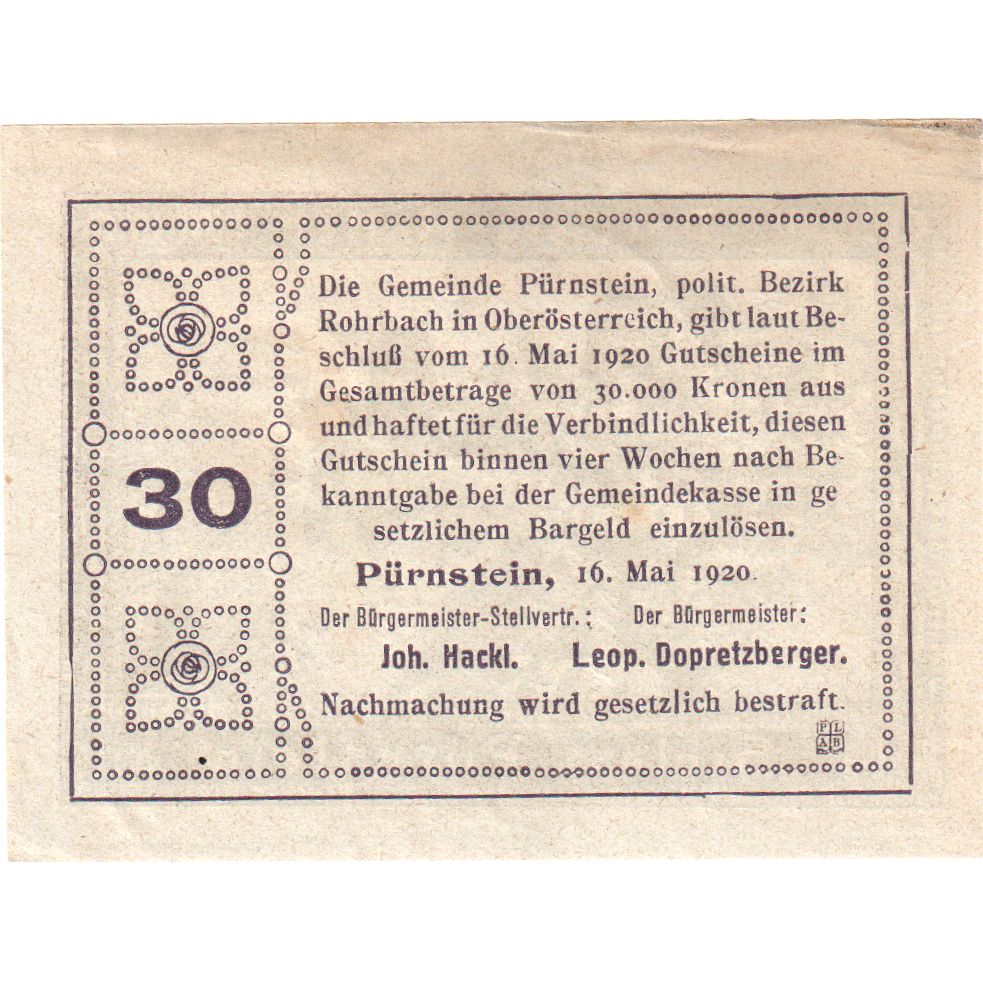 Die Gemeinde Pürnstein, polit. Bezirk
Rohrbach in Oberösterreich, gibt laut Be-
schluß vom 16. Mai 1920 Gutscheine im
Gesamtbetrage von 30.000 Kronen aus
und haftet für die Verbindlichkeit, diesen
Gutschein binnen vier Wochen nach Be-
kanntgabe bei der Gemeindekasse in ge
setzlichem Bargeld einzulösen.
30
Pürnstein, 16. Mai 1920.
Der Bürgermeister-Stellvertr.: Der Bürgermeister:
Joh. Hackl. Leop. Dopretzberger.
Nachmachung wird gesetzlich bestraft.
P L
A B